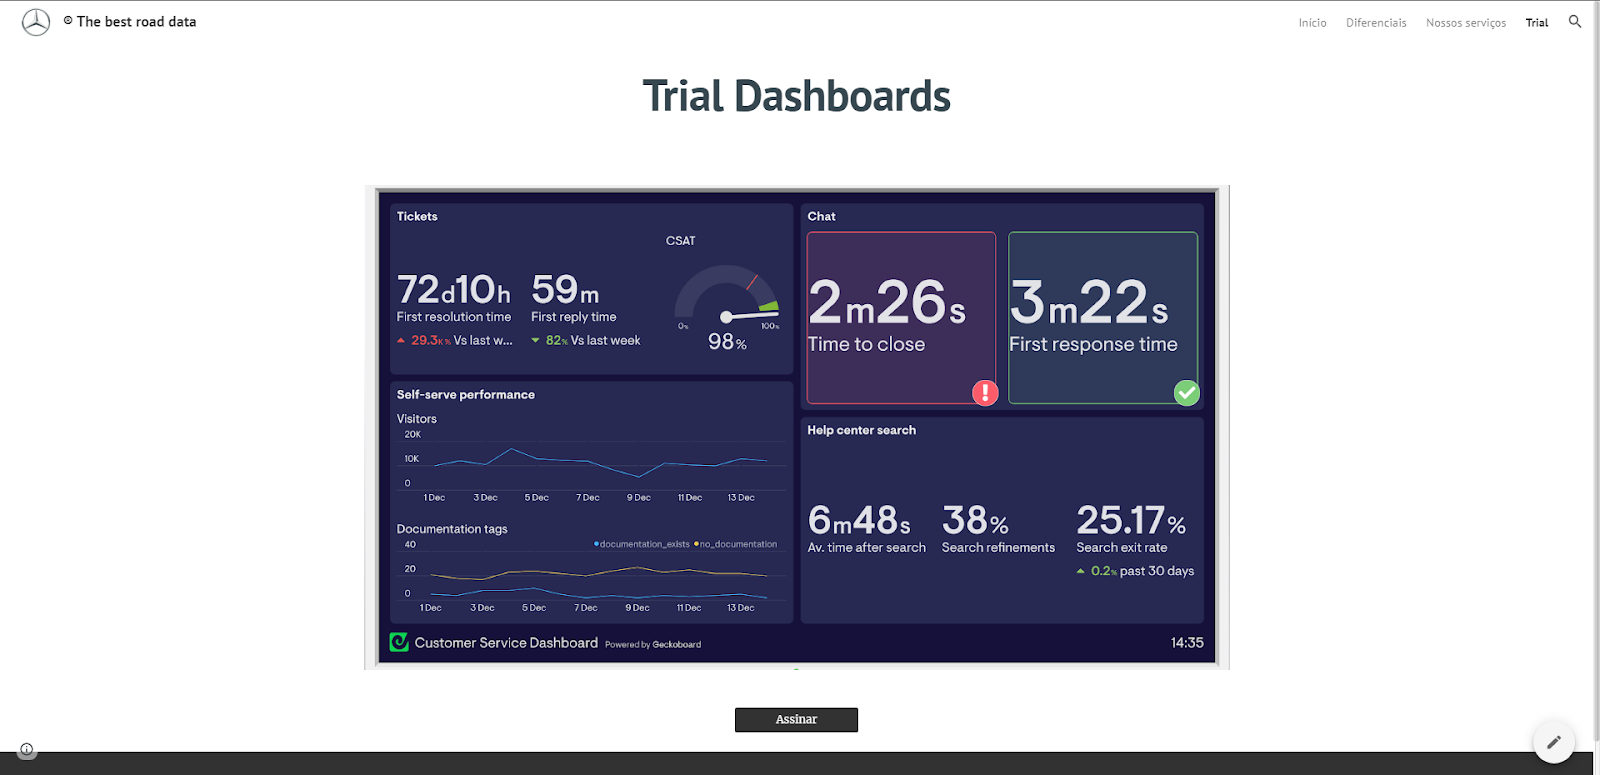 © The best road data
Início
Diferenciais
Nossos serviços
Trial
Trial Dashboards
Tickets
CSAT
72d10h
First resolution time
▲ 29.3K% Vs last w...
59m
First reply time
▼ 82% Vs last week
0%
100%
98%
Self-serve performance
Visitors
20K
10K
0
1 Dec 3 Dec 5 Dec 7 Dec 9 Dec 11 Dec 13 Dec
Documentation tags
documentation_exists no_documentation
40
20
0
1 Dec 3 Dec 5 Dec 7 Dec 9 Dec 11 Dec 13 Dec
Chat
2m26s
Time to close
3m22s
First response time
Help center search
6m48s
Av. time after search
38%
Search refinements
25.17%
Search exit rate
▲ 0.2% past 30 days
Customer Service Dashboard Powered by Geckoboard
14:35
Assinar